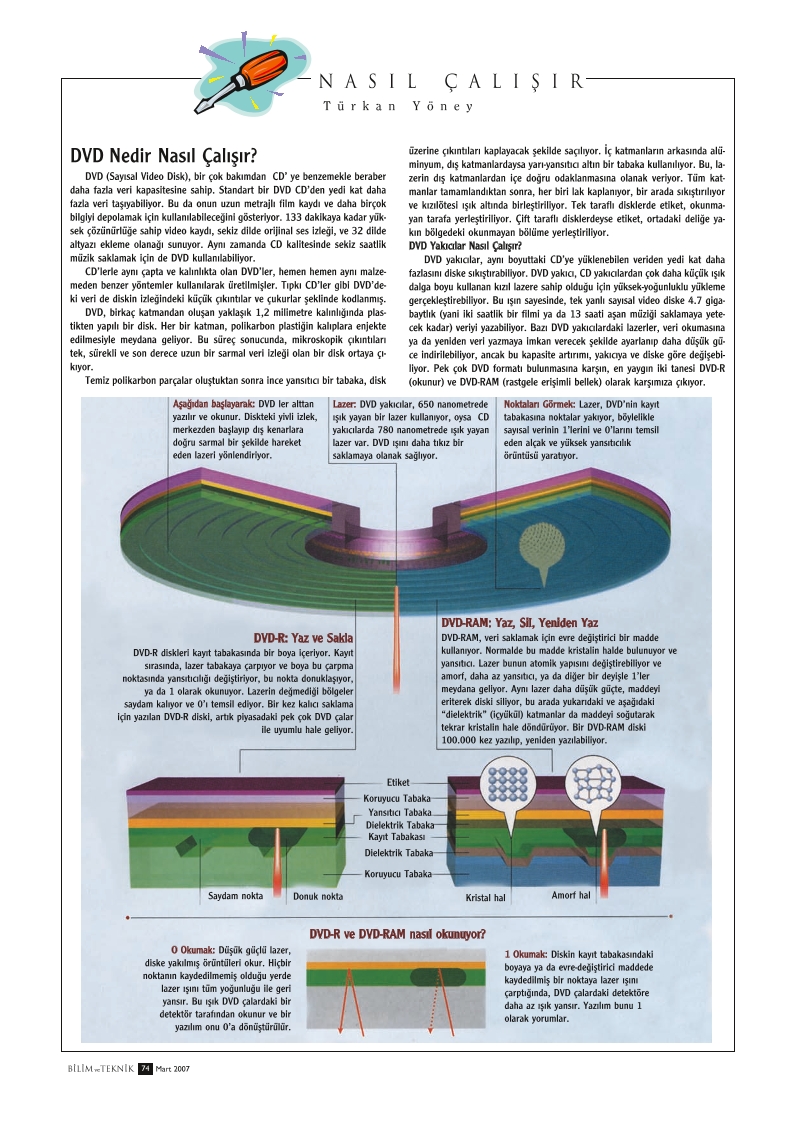 NASIL ÇALIŞIR
Türkan Yöney
DVD Nedir Nasıl Çalışır?
DVD (Sayısal Video Disk), bir çok bakımdan CD' ye benzemekle beraber
daha fazla veri kapasitesine sahip. Standart bir DVD CD'den yedi kat daha
fazla veri taşıyabiliyor. Bu da onun uzun metrajlı film kaydı ve daha birçok
bilgiyi depolamak için kullanılabileceğini gösteriyor. 133 dakikaya kadar yük-
sek çözünürlüğe sahip video kaydı, sekiz dilde orijinal ses izleği, ve 32 dilde
altyazı ekleme olanağı sunuyor. Aynı zamanda CD kalitesinde sekiz saatlik
müzik saklamak için de DVD kullanılabiliyor.
CD'lerle aynı çapta ve kalınlıkta olan DVD'ler, hemen hemen aynı malze-
meden benzer yöntemler kullanılarak üretilmişler. Tıpkı CD'ler gibi DVD'de-
ki veri de diskin izleğindeki küçük çıkıntılar ve çukurlar şeklinde kodlanmış.
DVD, birkaç katmandan oluşan yaklaşık 1,2 milimetre kalınlığında plas-
tikten yapılı bir disk. Her bir katman, polikarbon plastiğin kalıplara enjekte
edilmesiyle meydana geliyor. Bu süreç sonucunda, mikroskopik çıkıntıları
tek, sürekli ve son derece uzun bir sarmal veri izleği olan bir disk ortaya çı-
kıyor.
Temiz polikarbon parçalar oluştuktan sonra ince yansıtıcı bir tabaka, disk
üzerine çıkıntıları kaplayacak şekilde saçılıyor. İç katmanların arkasında alü-
minyum, dış katmanlardaysa yarı-yansıtıcı altın bir tabaka kullanılıyor. Bu, la-
zerin dış katmanlardan içe doğru odaklanmasına olanak veriyor. Tüm kat-
manlar tamamlandıktan sonra, her biri lak kaplanıyor, bir arada sıkıştırılıyor
ve kızılötesi ışık altında birleştiriliyor. Tek taraflı disklerde etiket, okunma-
yan tarafa yerleştiriliyor. Çift taraflı disklerdeyse etiket, ortadaki deliğe ya-
kın bölgedeki okunmayan bölüme yerleştiriliyor.
DVD Yakıcılar Nasıl Çalışır?
DVD yakıcılar, aynı boyuttaki CD'ye yüklenebilen veriden yedi kat daha
fazlasını diske sıkıştırabiliyor. DVD yakıcı, CD yakıcılardan çok daha küçük ışık
dalga boyu kullanan kızıl lazere sahip olduğu için yüksek-yoğunluklu yükleme
gerçekleştirebiliyor. Bu ışın sayesinde, tek yanlı sayısal video diske 4.7 giga-
baytlık (yani iki saatlik bir filmi ya da 13 saati aşan müziği saklamaya yete-
cek kadar) veriyi yazabiliyor. Bazı DVD yakıcılardaki lazerler, veri okumasına
ya da yeniden veri yazmaya imkan verecek şekilde ayarlanıp daha düşük gü-
ce indirilebiliyor, ancak bu kapasite artırımı, yakıcıya ve diske göre değişebi-
liyor. Pek çok DVD formatı bulunmasına karşın, en yaygın iki tanesi DVD-R
(okunur) ve DVD-RAM (rastgele erişimli bellek) olarak karşımıza çıkıyor.
Aşağıdan başlayarak: DVD ler alttan
yazılır ve okunur. Diskteki yivli izlek,
merkezden başlayıp dış kenarlara
doğru sarmal bir şekilde hareket
eden lazeri yönlendiriyor.
Lazer: DVD yakıcılar, 650 nanometrede
ışık yayan bir lazer kullanıyor, oysa CD
yakıcılarda 780 nanometrede ışık yayan
lazer var. DVD ışını daha tıkız bir
saklamaya olanak sağlıyor.
Noktaları Görmek: Lazer, DVD'nin kayıt
tabakasına noktalar yakıyor, böylelikle
sayısal verinin 1'lerini ve 0'larını temsil
eden alçak ve yüksek yansıtıcılık
örüntüsü yaratıyor.
DVD-R: Yaz ve Sakla
DVD-R diskleri kayıt tabakasında bir boya içeriyor. Kayıt
sırasında, lazer tabakaya çarpıyor ve boya bu çarpma
noktasında yansıtıcılığı değiştiriyor, bu nokta donuklaşıyor,
ya da 1 olarak okunuyor. Lazerin değmediği bölgeler
saydam kalıyor ve 0'ı temsil ediyor. Bir kez kalıcı saklama
için yazılan DVD-R diski, artık piyasadaki pek çok DVD çalar
ile uyumlu hale geliyor.
DVD-RAM: Yaz, Sil, Yeniden Yaz
DVD-RAM, veri saklamak için evre değiştirici bir madde
kullanıyor. Normalde bu madde kristalin halde bulunuyor ve
yansıtıcı. Lazer bunun atomik yapısını değiştirebiliyor ve
amorf, daha az yansıtıcı, ya da diğer bir deyişle 1'ler
meydana geliyor. Aynı lazer daha düşük güçte, maddeyi
eriterek diski siliyor, bu arada yukarıdaki ve aşağıdaki
"dielektrik" (içyükül) katmanlar da maddeyi soğutarak
tekrar kristalin hale döndürüyor. Bir DVD-RAM diski
100.000 kez yazılıp, yeniden yazılabiliyor.
Etiket
Koruyucu Tabaka
Yansıtıcı Tabaka
Dielektrik Tabaka
Kayıt Tabakası
Dielektrik Tabaka
Koruyucu Tabaka
Saydam nokta
Donuk nokta
Kristal hal
Amorf hal
DVD-R ve DVD-RAM nasıl okunuyor?
0 Okumak: Düşük güçlü lazer,
diske yakılmış örüntüleri okur. Hiçbir
noktanın kaydedilmemiş olduğu yerde
lazer ışını tüm yoğunluğu ile geri
yansır. Bu ışık DVD çalardaki bir
detektör tarafından okunur ve bir
yazılım onu 0'a dönüştürülür.
1 Okumak: Diskin kayıt tabakasındaki
boyaya ya da evre-değiştirici maddede
kaydedilmiş bir noktaya lazer ışını
çarptığında, DVD çalardaki detektöre
daha az ışık yansır. Yazılım bunu 1
olarak yorumlar.
BİLİM ve TEKNİK 74 Mart 2007